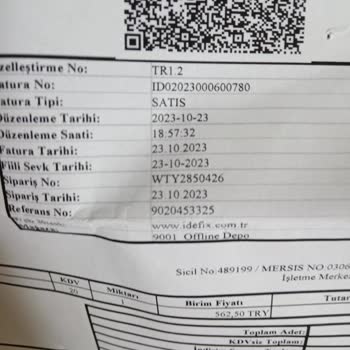 zelleştirme No: TR1.2
atura No: ID02023000600780
atura Tipi: SATIS
Düzenleme Tarihi: 2023-10-23
Düzenleme Saati: 18:57:32
Fatura Tarihi: 23 10 2023
Fiili Sevk Tarihi: 23-10-2023
Sipariş No: WTY2850426
Sipariş Tarihi: 23 10 2023
Referans No: 9020453325
www.idefix.com.tr
9001 Offline Depo
Sicil No:489199 / MERSIS NO:0306
İşletme Merke
KDV Miktarı Birim Fiyatı Tutar
20 1 562,50 TRY
Toplam Adet:
KDVsiz Toplam: